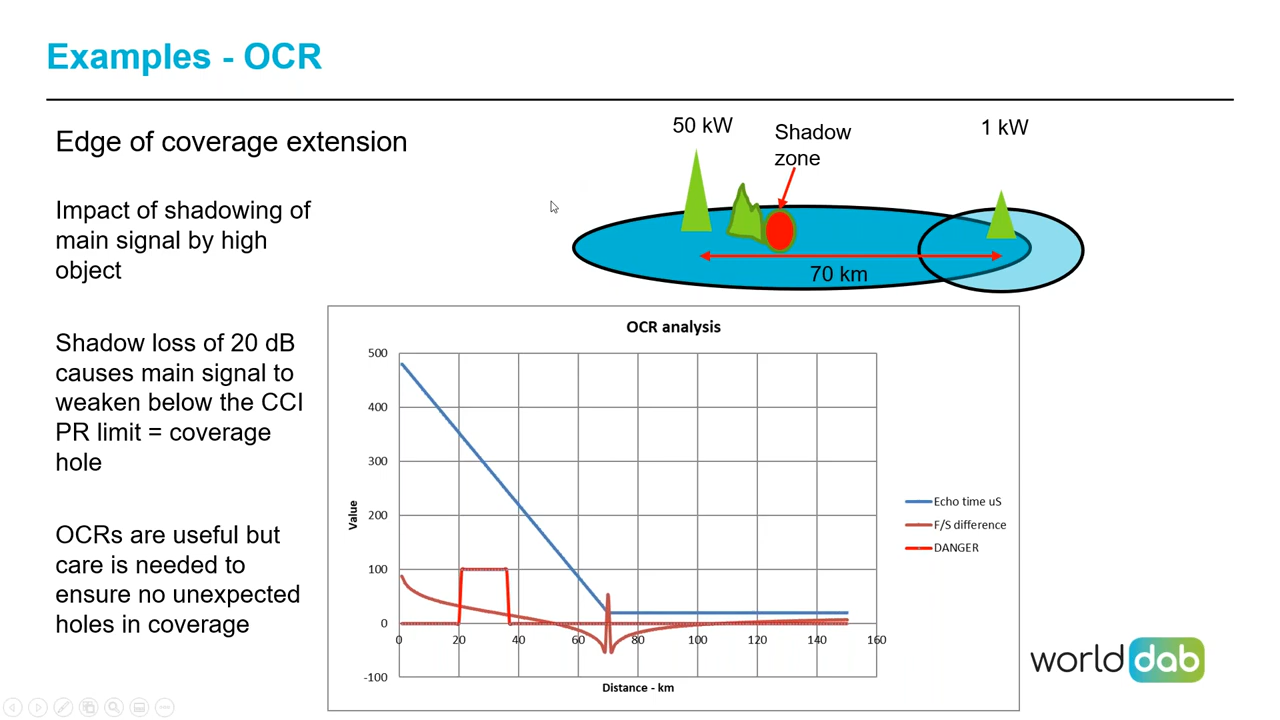 Examples - OCR
Edge of coverage extension
Impact of shadowing of
main signal by high
object
Shadow loss of 20 dB
causes main signal to
weaken below the CCI
PR limit = coverage
hole
OCRs are useful but
care is needed to
ensure no unexpected
holes in coverage
50 kW
Shadow
zone
1 kW
70 km
OCR analysis
500
400
300
200
100
0
-100
Value
0 20 40 60 80 100 120 140 160
Distance - km
Echo time uS
F/S difference
DANGER
world dab